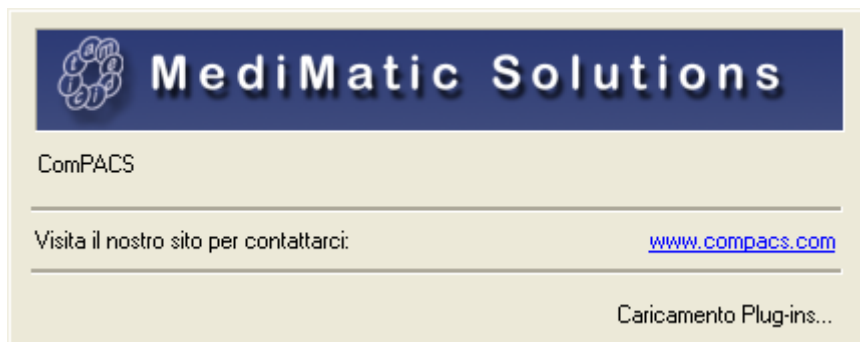 MediMatic Solutions
ComPACS
Visita il nostro sito per contattarci: www.compacs.com
Caricamento Plug-ins...